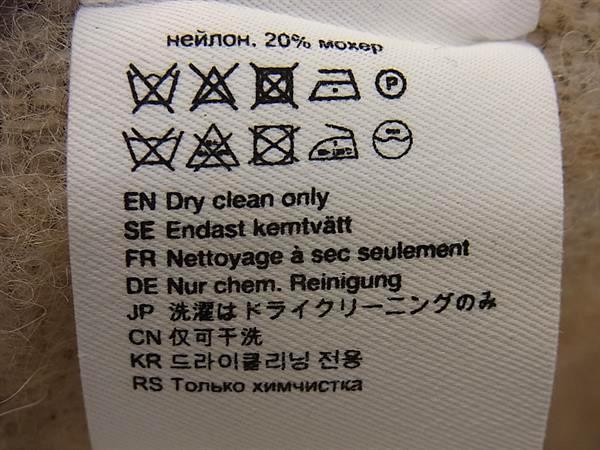 нейлон. 20% мохер
P
EN Dry clean only
SE Endast kemtvätt
FR Nettoyage à sec seulement
DE Nur chem. Reinigung
JP 洗濯はドライクリーニングのみ
CN 仅可干洗
KR 드라이클리닝 전용
RS Только химчистка